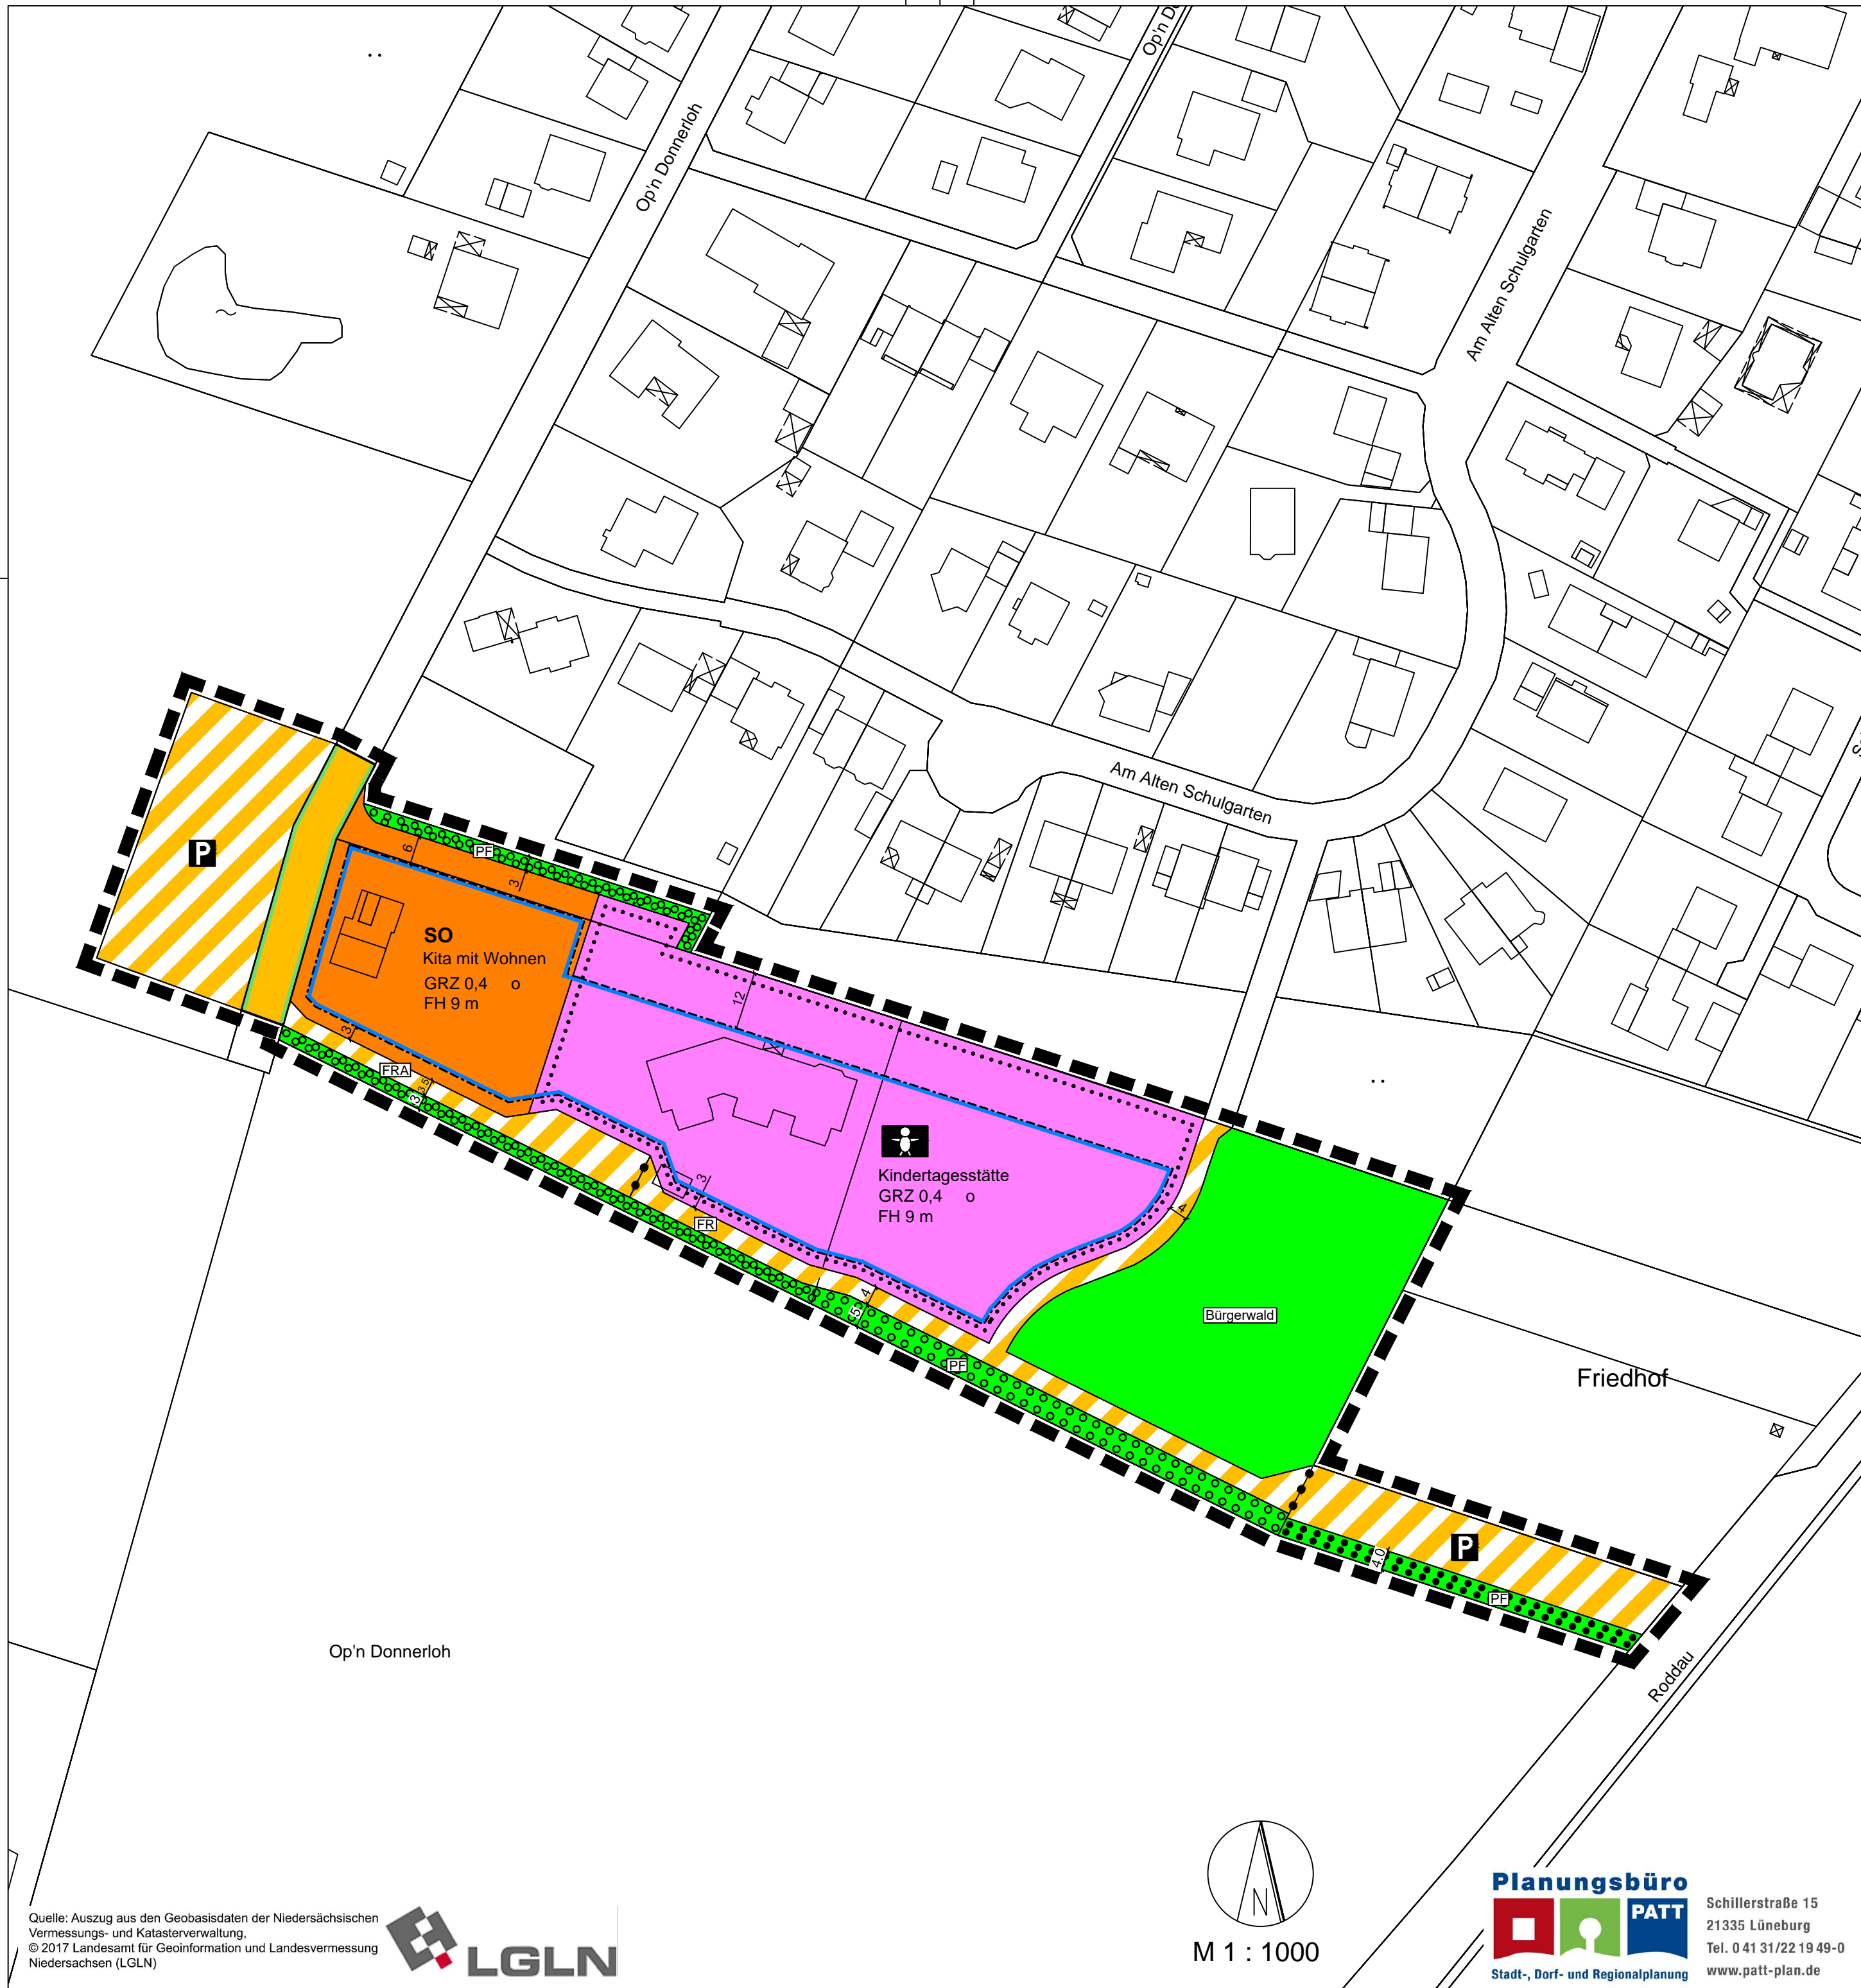 Op'n Donnerloh
Am Alten Schulgarten
Am Alten Schulgarten
P
6
PF
3
SO
Kita mit Wohnen
GRZ 0,4 o
FH 9 m
12
3
FRA
3.5
3
Kindertagesstätte
GRZ 0,4 o
FH 9 m
3
4
FR
4
5
Bürgerwald
PF
Friedhof
P
4.0
PF
Op'n Donnerloh
Roddau
N
M 1 : 1000
Quelle: Auszug aus den Geobasisdaten der Niedersächsischen
Vermessungs- und Katasterverwaltung,
© 2017 Landesamt für Geoinformation und Landesvermessung
Niedersachsen (LGLN)
LGLN
Planungsbüro
PATT
Stadt-, Dorf- und Regionalplanung
Schillerstraße 15
21335 Lüneburg
Tel. 0 41 31/22 19 49-0
www.patt-plan.de